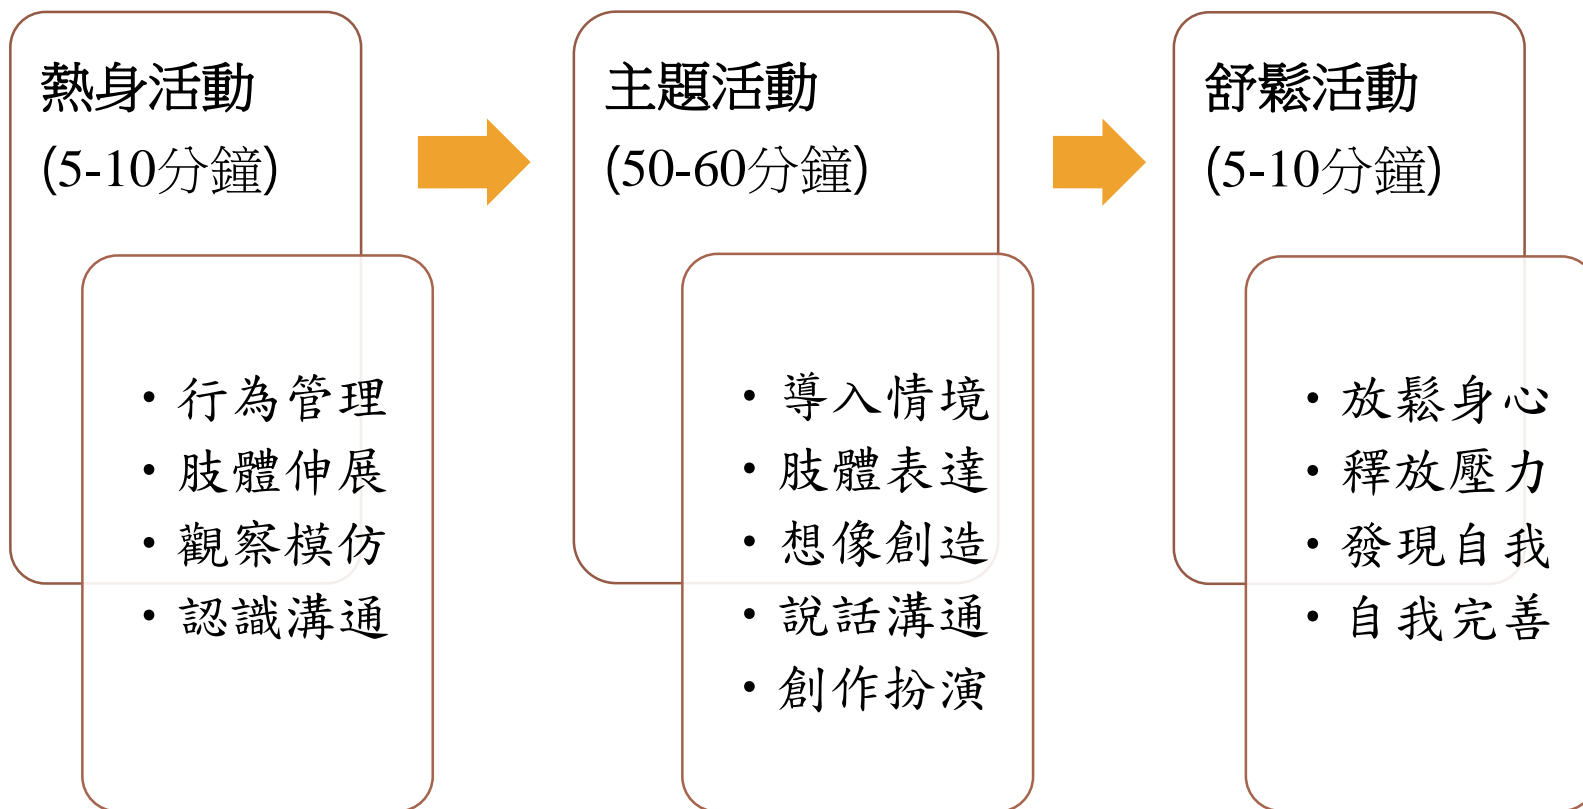 熱身活動
(5-10分鐘)
• 行為管理
• 肢體伸展
• 觀察模仿
• 認識溝通
主題活動
(50-60分鐘)
• 導入情境
• 肢體表達
• 想像創造
• 說話溝通
• 創作扮演
舒鬆活動
(5-10分鐘)
• 放鬆身心
• 釋放壓力
• 發現自我
• 自我完善